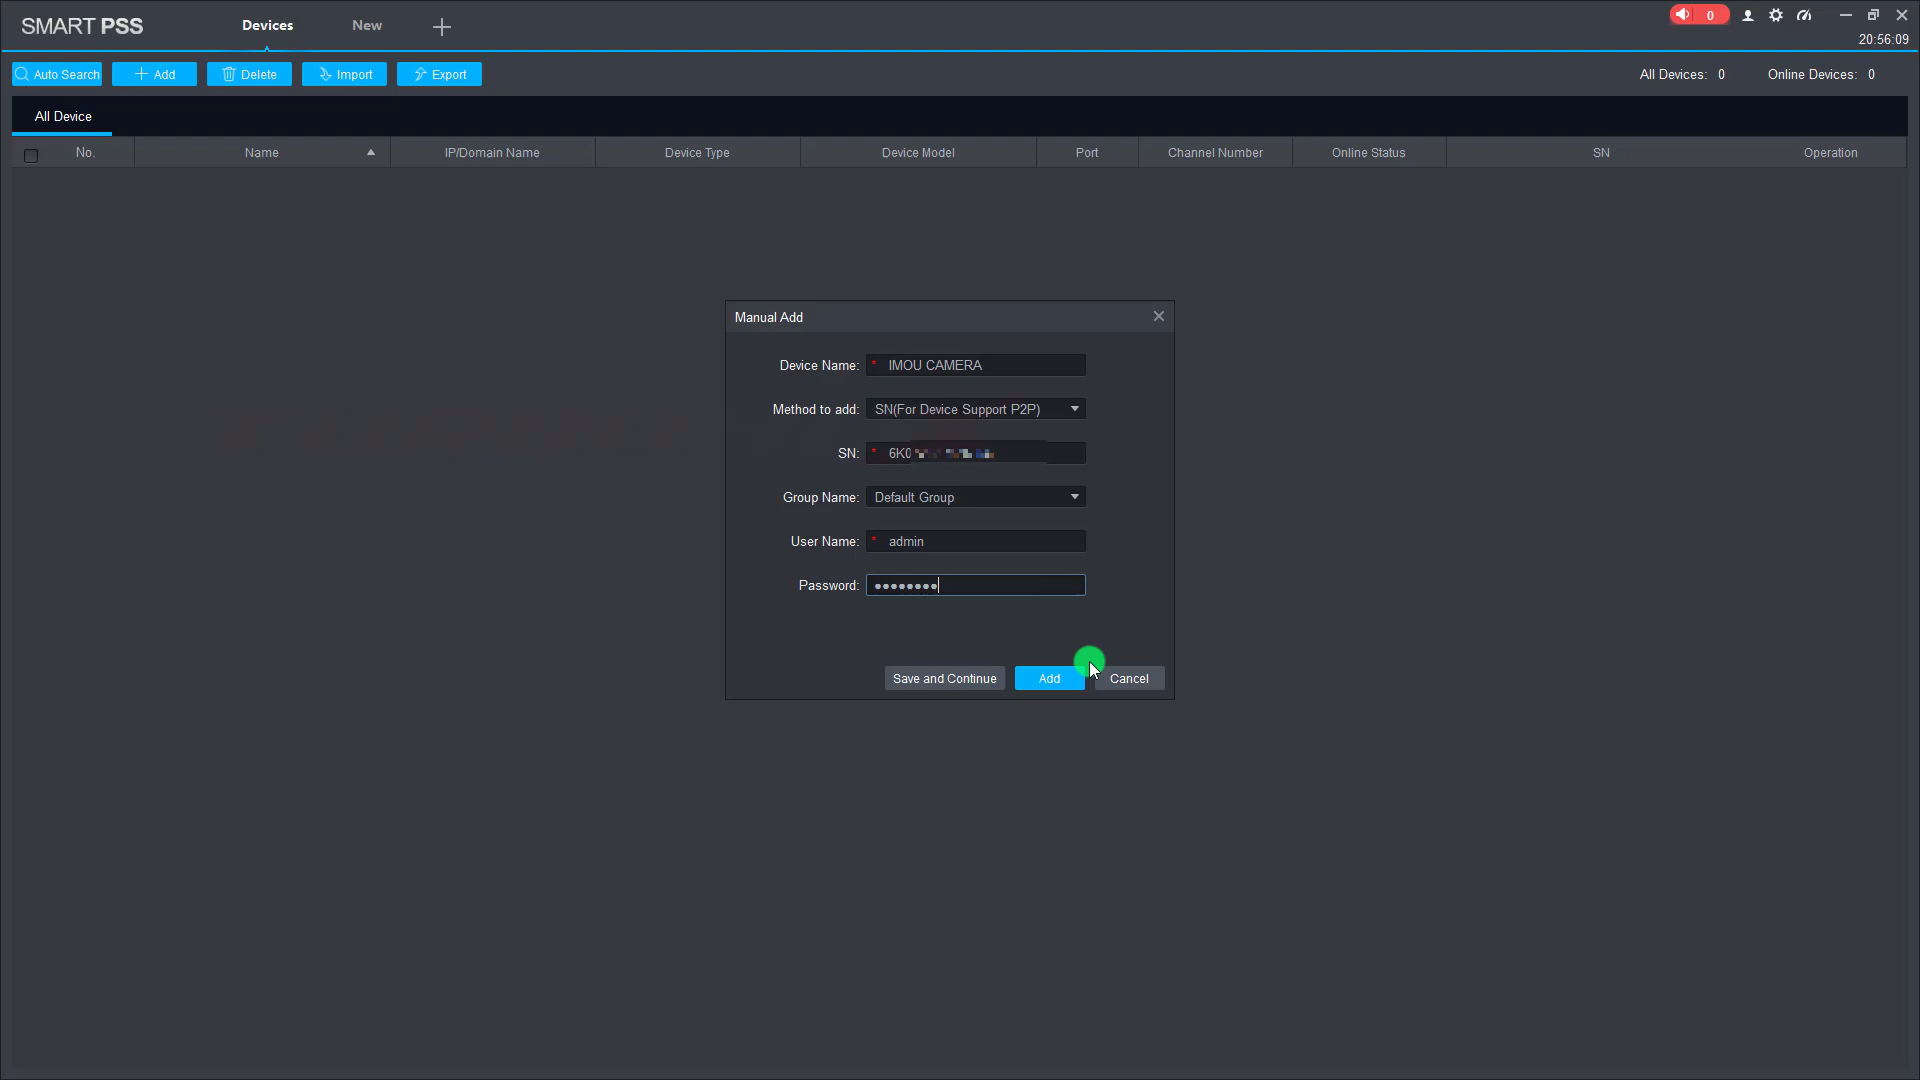 SMART PSS
Devices
New
0
20:56:09
Auto Search
Add
Delete
Import
Export
All Devices: 0
Online Devices: 0
All Device
No.
Name
IP/Domain Name
Device Type
Device Model
Port
Channel Number
Online Status
SN
Operation
Manual Add
Device Name: * IMOU CAMERA
Method to add: SN(For Device Support P2P)
SN: * 6K0
Group Name: Default Group
User Name: * admin
Password: ●●●●●●●●
Save and Continue
Add
Cancel